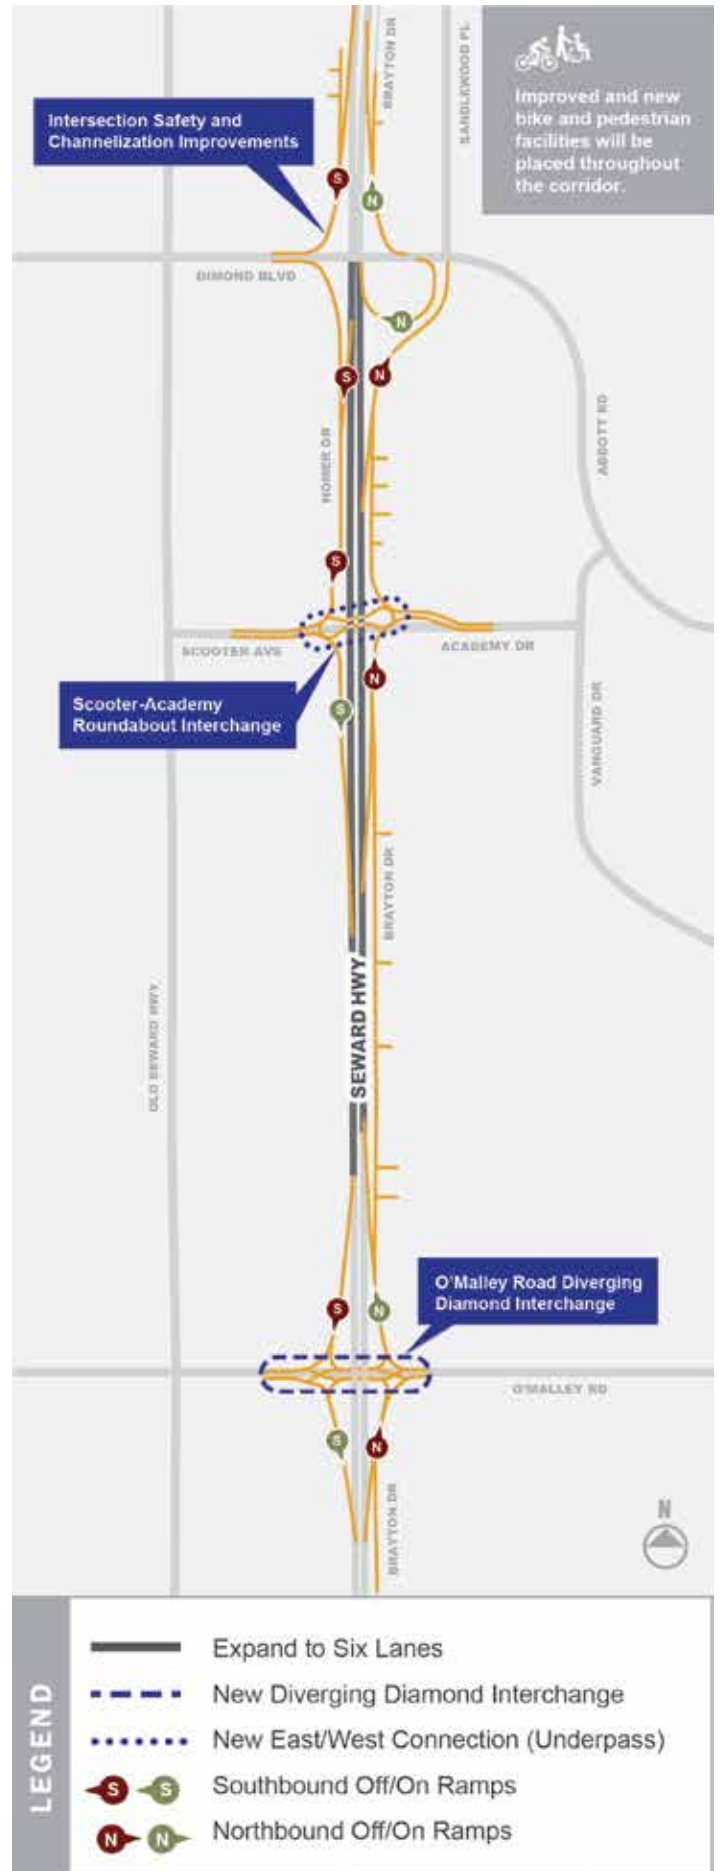 BRAYTON DR
SANDLEWOOD PL
Improved and new
bike and pedestrian
facilities will be
placed throughout
the corridor.
Intersection Safety and
Channelization Improvements
S
N
DIMOND BLVD
N
S
N
HOMER DR
ABBOTT RD
S
SCOOTER AVE
ACADEMY DR
N
Scooter-Academy
Roundabout Interchange
S
VANGUARD DR
BRAYTON DR
SEWARD HWY
OLD SEWARD HWY
O'Malley Road Diverging
Diamond Interchange
S
N
O'MALLEY RD
S
N
BRAYTON DR
N
LEGEND
Expand to Six Lanes
New Diverging Diamond Interchange
New East/West Connection (Underpass)
S S Southbound Off/On Ramps
N N Northbound Off/On Ramps